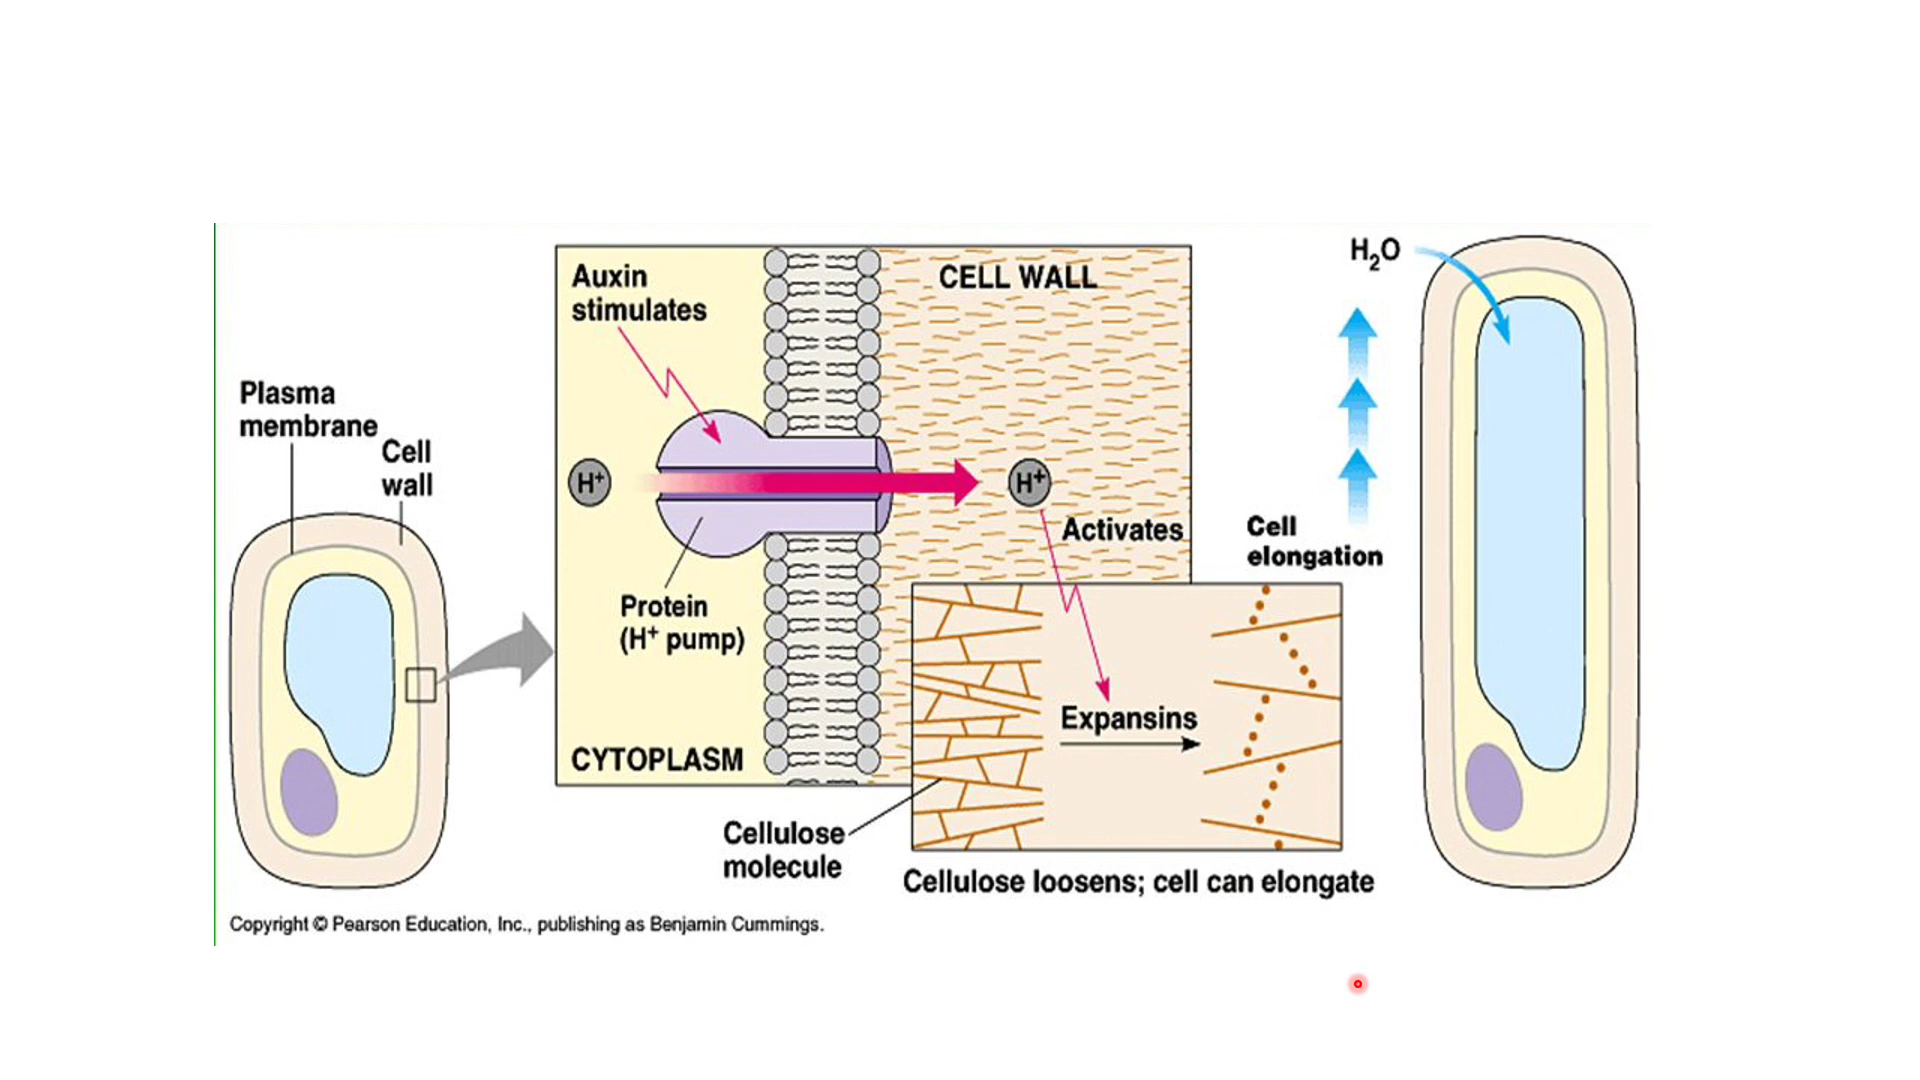 Plasma
membrane
Cell
wall
Auxin
stimulates
CELL WALL
H⁺
H⁺
Activates
Protein
(H⁺ pump)
CYTOPLASM
Expansins
Cellulose
molecule
Cellulose loosens; cell can elongate
H₂O
Cell
elongation
Copyright © Pearson Education, Inc., publishing as Benjamin Cummings.